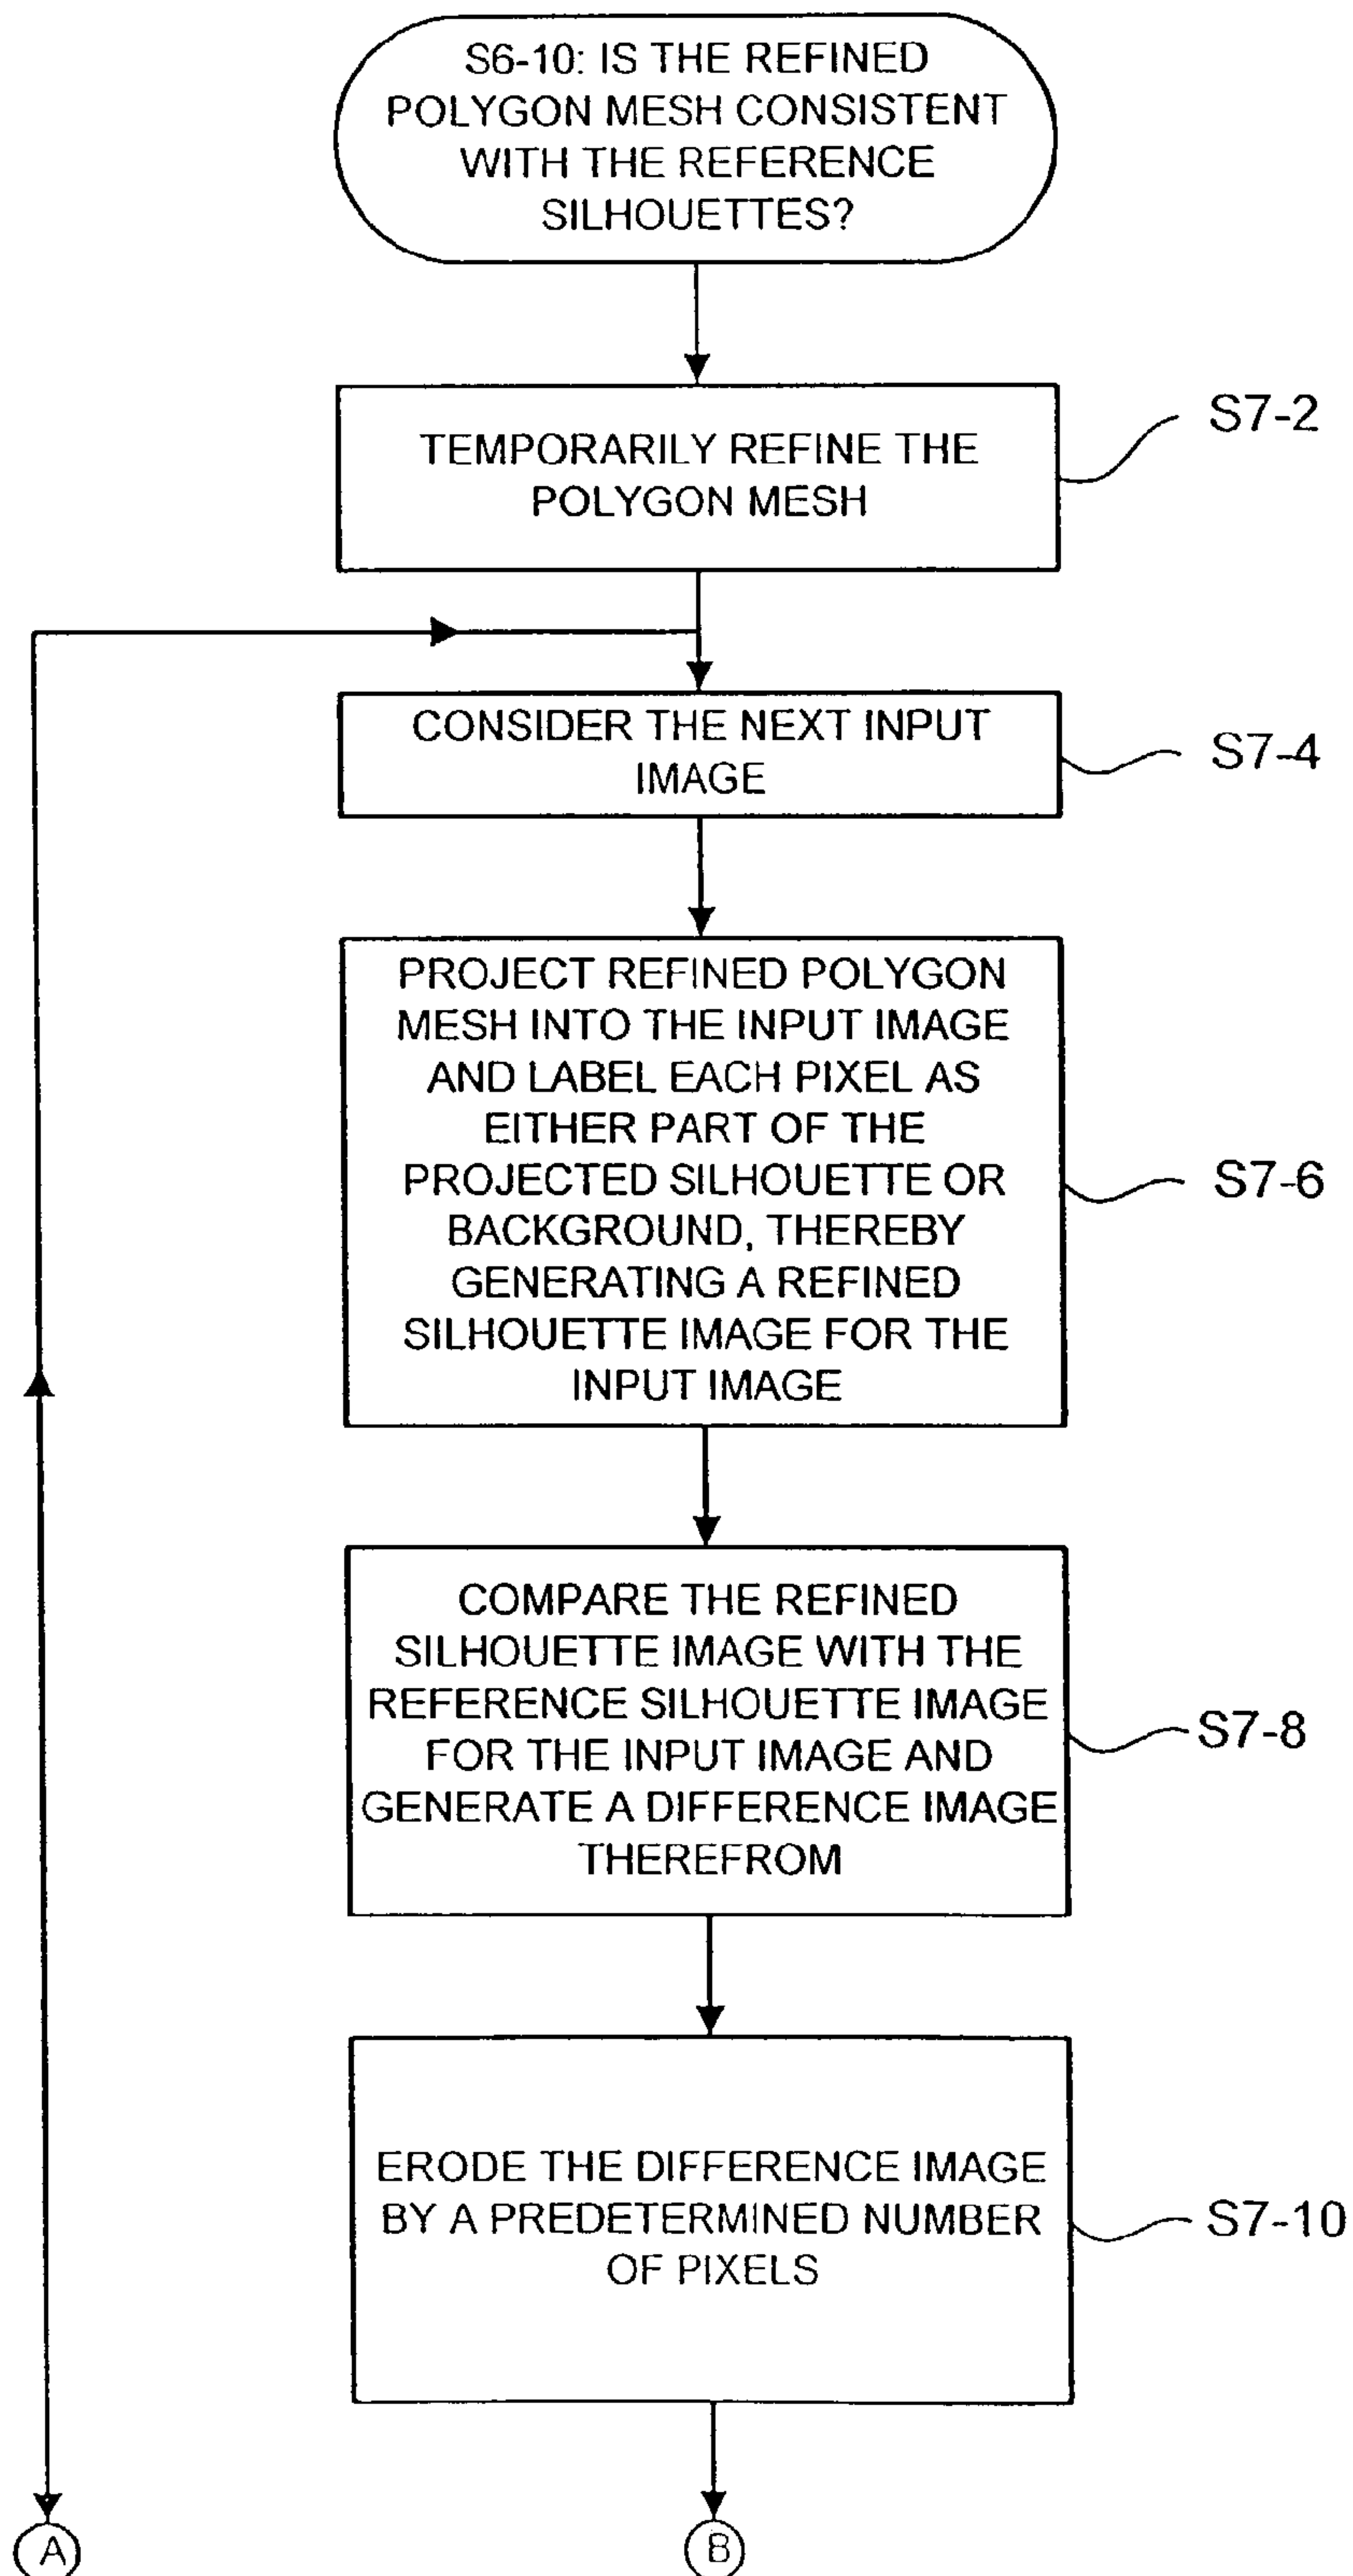 S6-10: IS THE REFINED
POLYGON MESH CONSISTENT
WITH THE REFERENCE
SILHOUETTES?
TEMPORARILY REFINE THE
POLYGON MESH
S7-2
CONSIDER THE NEXT INPUT
IMAGE
S7-4
PROJECT REFINED POLYGON
MESH INTO THE INPUT IMAGE
AND LABEL EACH PIXEL AS
EITHER PART OF THE
PROJECTED SILHOUETTE OR
BACKGROUND, THEREBY
GENERATING A REFINED
SILHOUETTE IMAGE FOR THE
INPUT IMAGE
S7-6
COMPARE THE REFINED
SILHOUETTE IMAGE WITH THE
REFERENCE SILHOUETTE IMAGE
FOR THE INPUT IMAGE AND
GENERATE A DIFFERENCE IMAGE
THEREFROM
S7-8
ERODE THE DIFFERENCE IMAGE
BY A PREDETERMINED NUMBER
OF PIXELS
S7-10
A
B